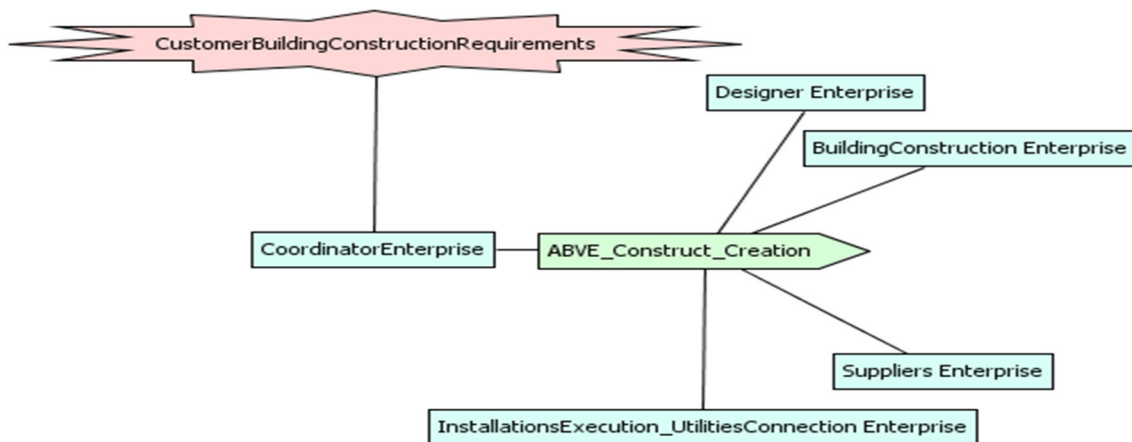 CustomerBuildingConstructionRequirements
Designer Enterprise
BuildingConstruction Enterprise
CoordinatorEnterprise
ABVE_Construct_Creation
Suppliers Enterprise
InstallationsExecution_UtilitiesConnection Enterprise